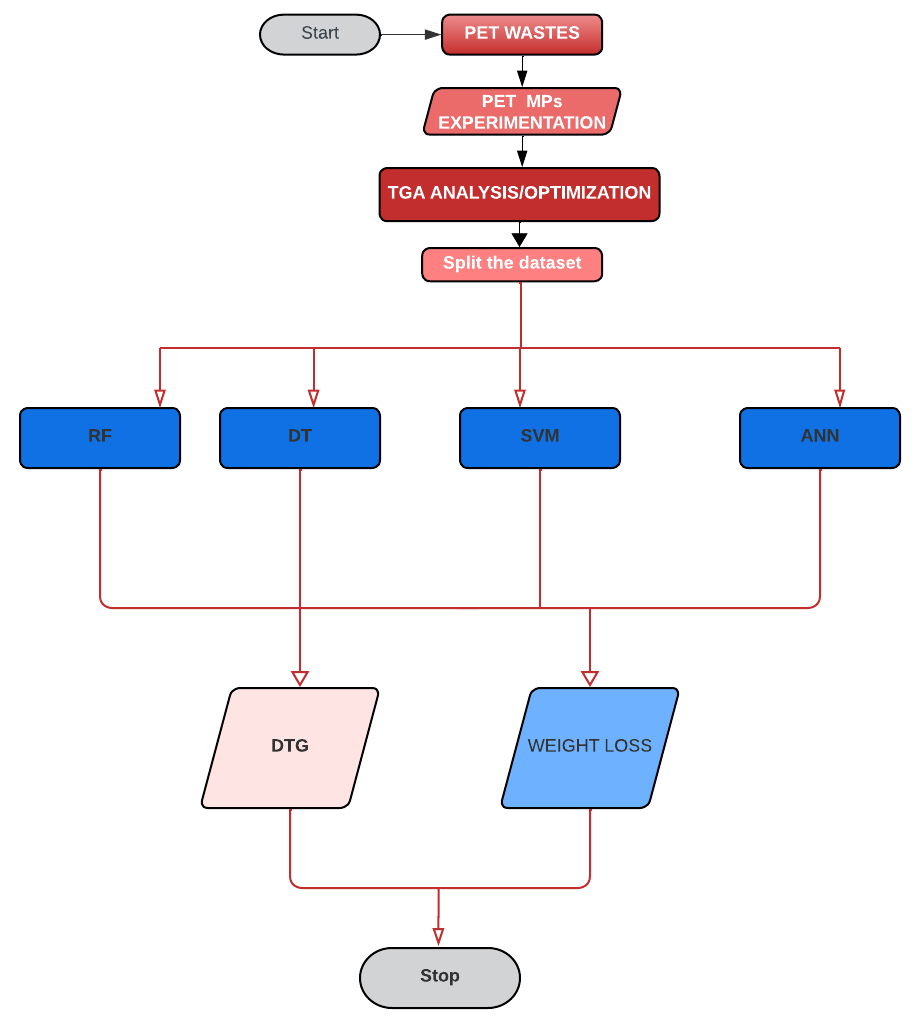 Start
PET WASTES
PET MPs
EXPERIMENTATION
TGA ANALYSIS/OPTIMIZATION
Split the dataset
RF
DT
SVM
ANN
DTG
WEIGHT LOSS
Stop